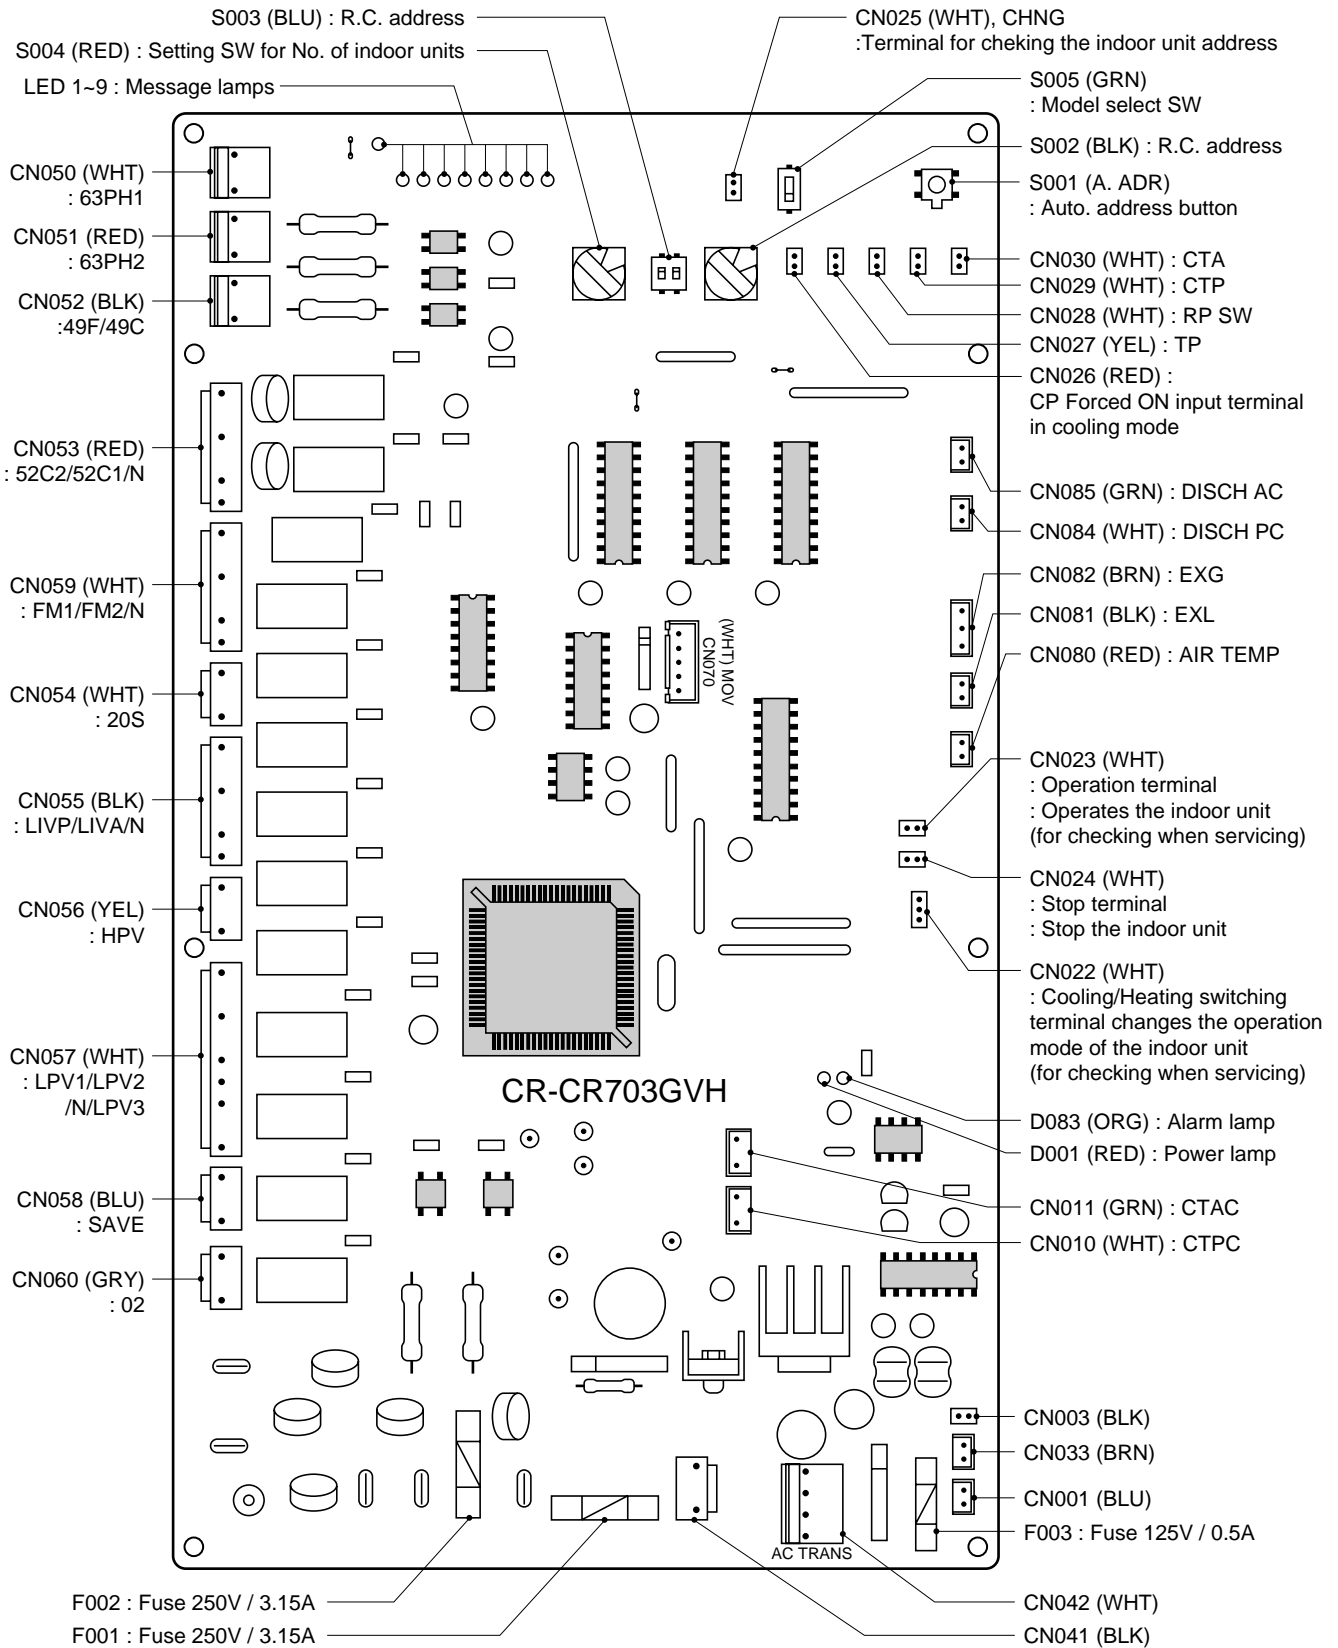 S003 (BLU) : R.C. address
S004 (RED) : Setting SW for No. of indoor units
LED 1~9 : Message lamps
CN050 (WHT)
: 63PH1
CN051 (RED)
: 63PH2
CN052 (BLK)
:49F/49C
CN053 (RED)
: 52C2/52C1/N
CN059 (WHT)
: FM1/FM2/N
CN054 (WHT)
: 20S
CN055 (BLK)
: LIVP/LIVA/N
CN056 (YEL)
: HPV
CN057 (WHT)
: LPV1/LPV2
/N/LPV3
CN058 (BLU)
: SAVE
CN060 (GRY)
: 02
F002 : Fuse 250V / 3.15A
F001 : Fuse 250V / 3.15A
(WHT) MOV
CN070
CR-CR703GVH
AC TRANS
CN025 (WHT), CHNG
:Terminal for cheking the indoor unit address
S005 (GRN)
: Model select SW
S002 (BLK) : R.C. address
S001 (A. ADR)
: Auto. address button
CN030 (WHT) : CTA
CN029 (WHT) : CTP
CN028 (WHT) : RP SW
CN027 (YEL) : TP
CN026 (RED) :
CP Forced ON input terminal
in cooling mode
CN085 (GRN) : DISCH AC
CN084 (WHT) : DISCH PC
CN082 (BRN) : EXG
CN081 (BLK) : EXL
CN080 (RED) : AIR TEMP
CN023 (WHT)
: Operation terminal
: Operates the indoor unit
(for checking when servicing)
CN024 (WHT)
: Stop terminal
: Stop the indoor unit
CN022 (WHT)
: Cooling/Heating switching
terminal changes the operation
mode of the indoor unit
(for checking when servicing)
D083 (ORG) : Alarm lamp
D001 (RED) : Power lamp
CN011 (GRN) : CTAC
CN010 (WHT) : CTPC
CN003 (BLK)
CN033 (BRN)
CN001 (BLU)
F003 : Fuse 125V / 0.5A
CN042 (WHT)
CN041 (BLK)